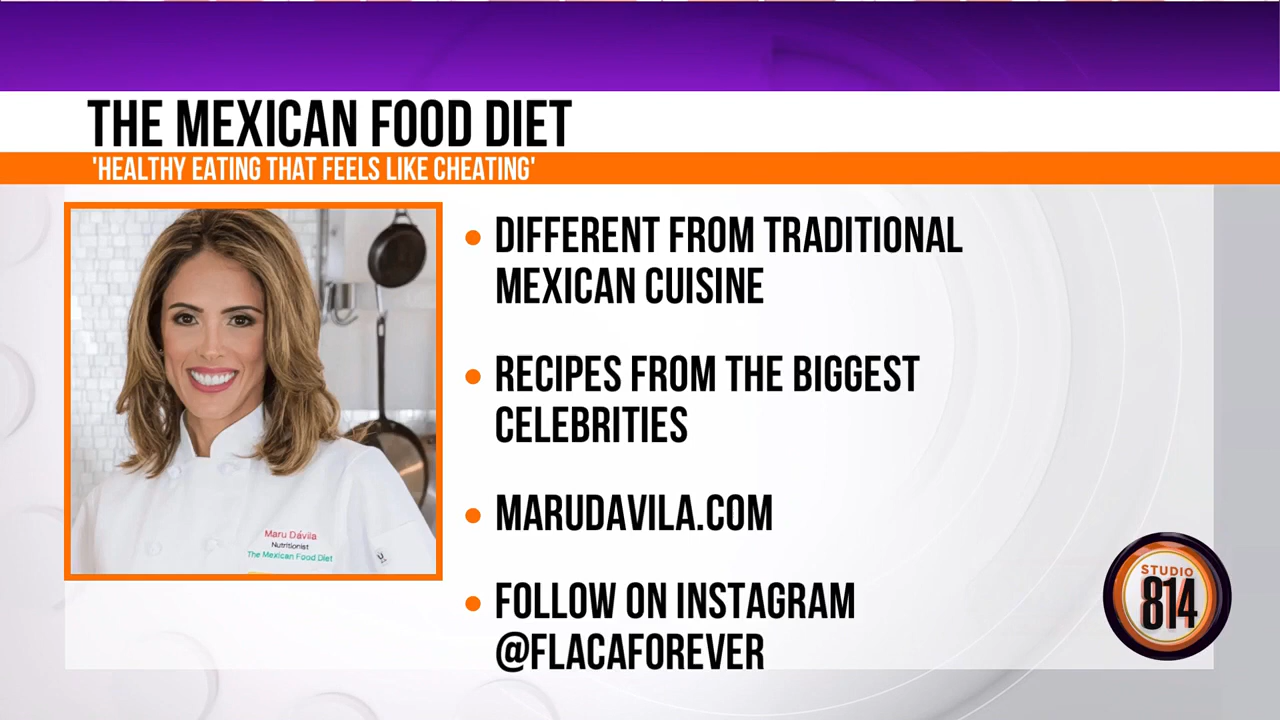 THE MEXICAN FOOD DIET
'HEALTHY EATING THAT FEELS LIKE CHEATING'
DIFFERENT FROM TRADITIONAL
MEXICAN CUISINE
RECIPES FROM THE BIGGEST
CELEBRITIES
MARUDAVILA.COM
FOLLOW ON INSTAGRAM
@FLACAFOREVER
Maru Dávila
Nutritionist
The Mexican Food Diet
STUDIO
814